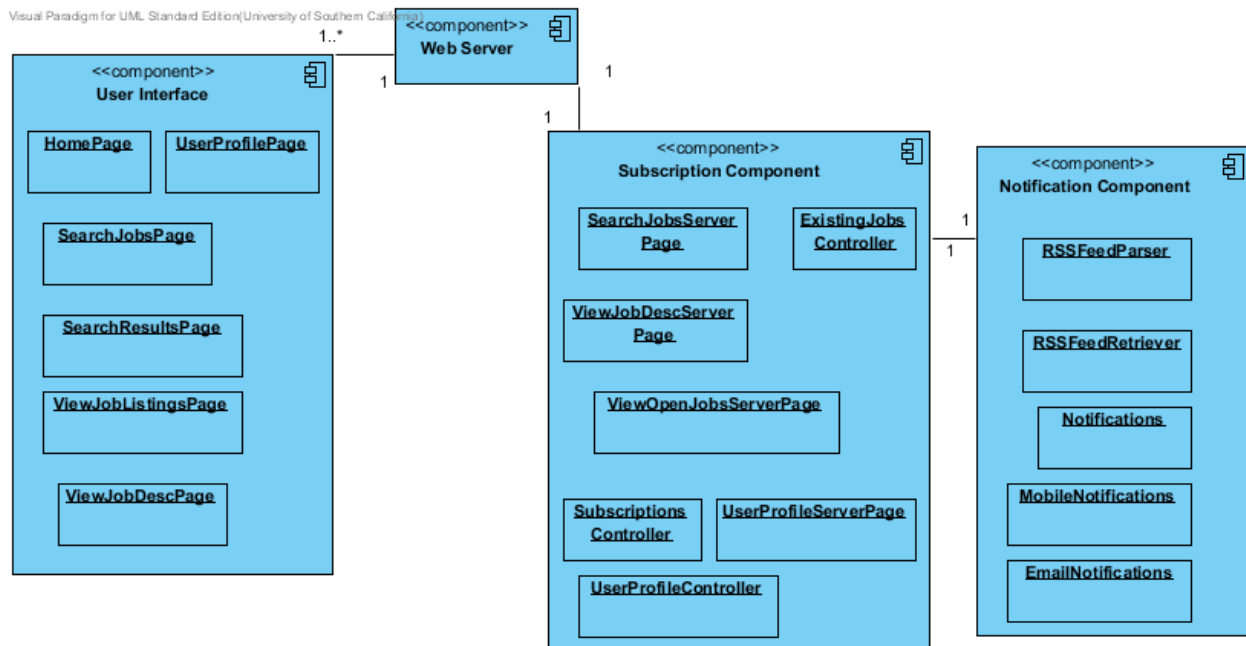 Visual Paradigm for UML Standard Edition(University of Southern California)
1..*
1
<<component>>
Web Server
1
1
<<component>>
User Interface
HomePage
UserProfilePage
SearchJobsPage
SearchResultsPage
ViewJobListingsPage
ViewJobDescPage
<<component>>
Subscription Component
SearchJobsServer
Page
ExistingJobs
Controller
ViewJobDescServer
Page
ViewOpenJobsServerPage
Subscriptions
Controller
UserProfileServerPage
UserProfileController
1
1
<<component>>
Notification Component
RSSFeedParser
RSSFeedRetriever
Notifications
MobileNotifications
EmailNotifications